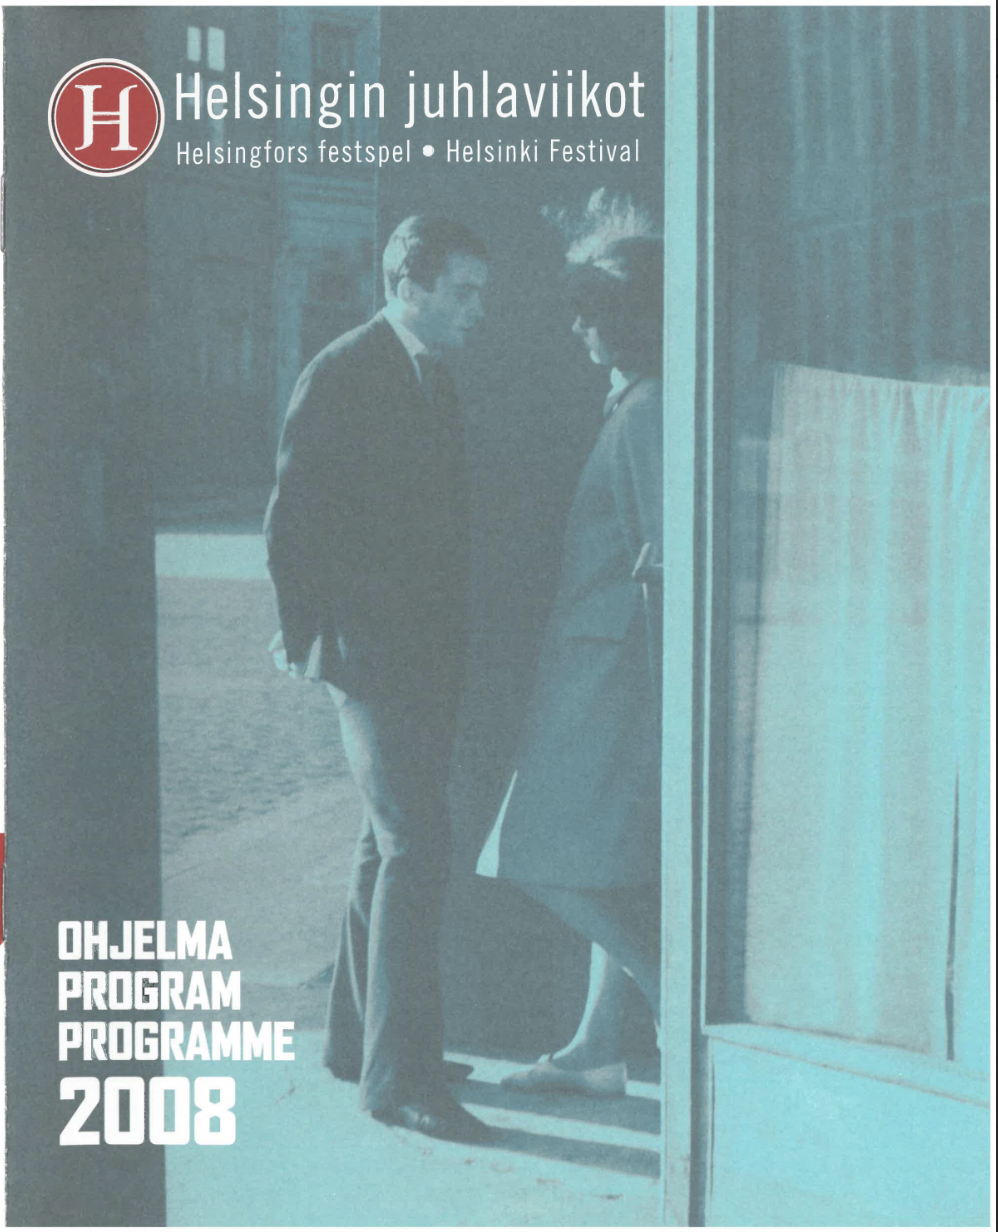 H
Helsingin juhlaviikot
Helsingfors festspel • Helsinki Festival
OHJELMA
PROGRAM
PROGRAMME
2008